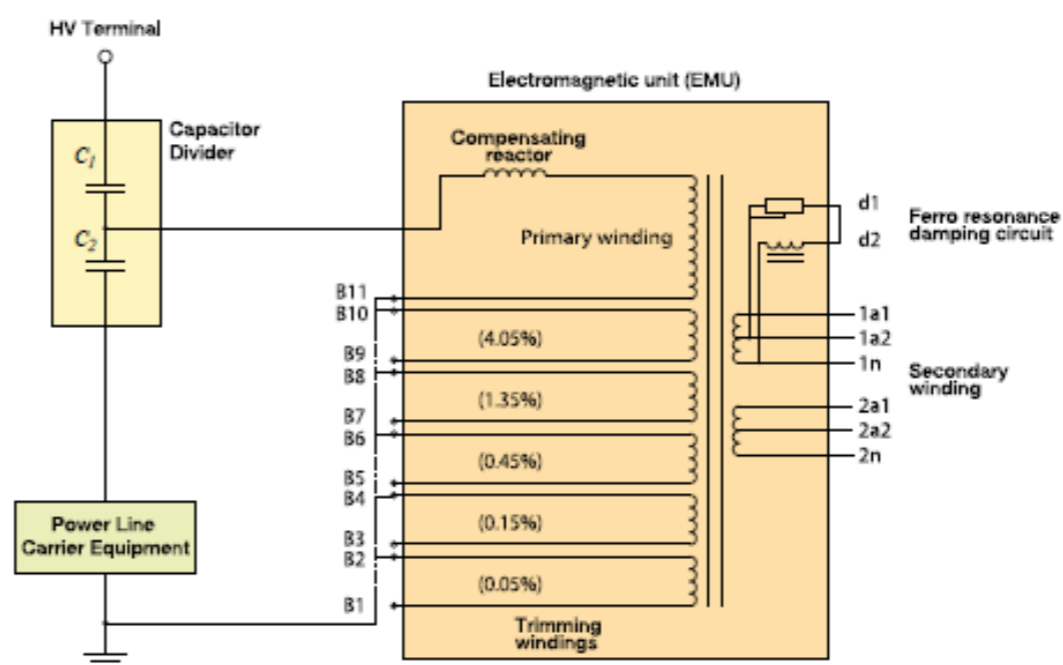 HV Terminal
Electromagnetic unit (EMU)
Capacitor
Divider
C1
C2
Compensating
reactor
Primary winding
d1
d2
Ferro resonance
damping circuit
B11
B10
(4.05%)
B9
B8
(1.35%)
B7
B6
(0.45%)
B5
B4
(0.15%)
B3
B2
(0.05%)
B1
Trimming
windings
1a1
1a2
1n
Secondary
winding
2a1
2a2
2n
Power Line
Carrier Equipment